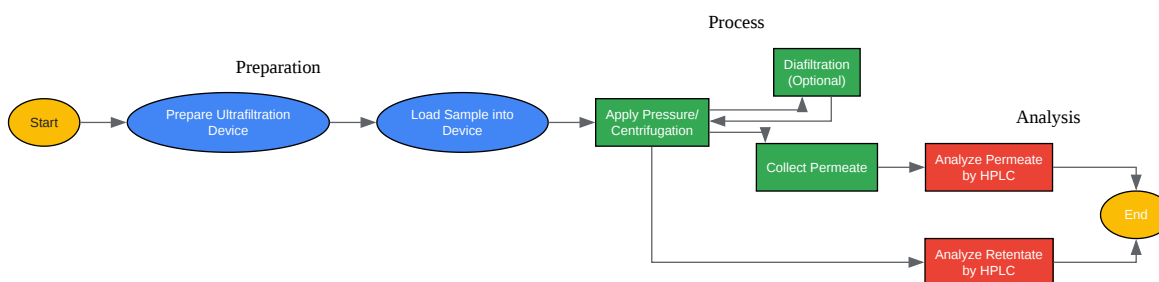 Process
Preparation
Diafiltration
(Optional)
Start
Prepare Ultrafiltration
Device
Load Sample into
Device
Apply Pressure/
Centrifugation
Analysis
Collect Permeate
Analyze Permeate
by HPLC
End
Analyze Retentate
by HPLC